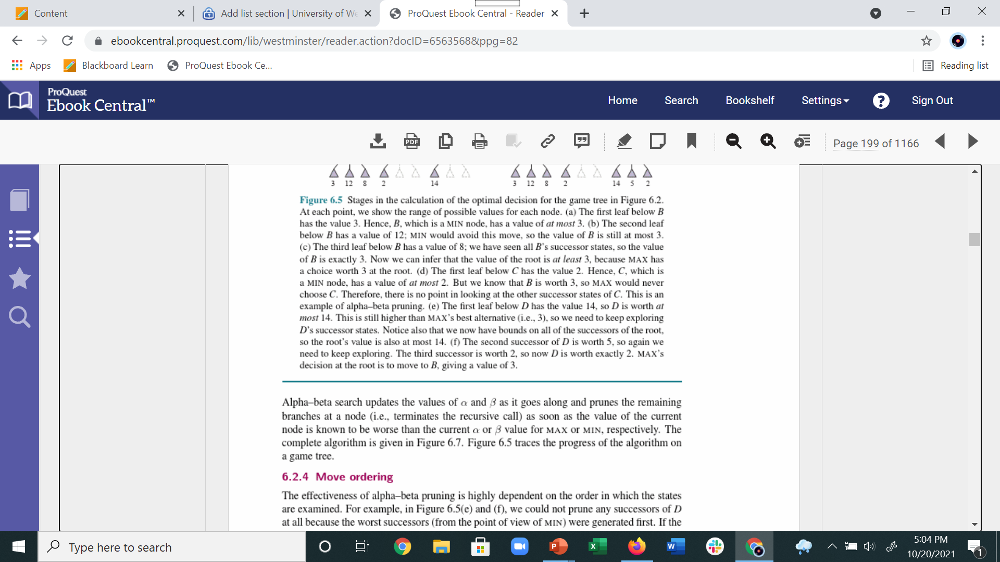 Content
Add list section | University of We
ProQuest Ebook Central - Reader
ebookcentral.proquest.com/lib/westminster/reader.action?docID=6563568&ppg=82
Apps
Blackboard Learn
ProQuest Ebook Ce...
Reading list
ProQuest
Ebook Central™
Home
Search
Bookshelf
Settings
?
Sign Out
PDF
Page 199 of 1166
3 12 8 2 14
3 12 8 2 14 5 2
Figure 6.5 Stages in the calculation of the optimal decision for the game tree in Figure 6.2.
At each point, we show the range of possible values for each node. (a) The first leaf below B
has the value 3. Hence, B, which is a MIN node, has a value of at most 3. (b) The second leaf
below B has a value of 12; MIN would avoid this move, so the value of B is still at most 3.
(c) The third leaf below B has a value of 8; we have seen all B's successor states, so the value
of B is exactly 3. Now we can infer that the value of the root is at least 3, because MAX has
a choice worth 3 at the root. (d) The first leaf below C has the value 2. Hence, C, which is
a MIN node, has a value of at most 2. But we know that B is worth 3, so MAX would never
choose C. Therefore, there is no point in looking at the other successor states of C. This is an
example of alpha–beta pruning. (e) The first leaf below D has the value 14, so D is worth at
most 14. This is still higher than MAX's best alternative (i.e., 3), so we need to keep exploring
D's successor states. Notice also that we now have bounds on all of the successors of the root,
so the root's value is also at most 14. (f) The second successor of D is worth 5, so again we
need to keep exploring. The third successor is worth 2, so now D is worth exactly 2. MAX's
decision at the root is to move to B, giving a value of 3.
Alpha–beta search updates the values of α and β as it goes along and prunes the remaining
branches at a node (i.e., terminates the recursive call) as soon as the value of the current
node is known to be worse than the current α or β value for MAX or MIN, respectively. The
complete algorithm is given in Figure 6.7. Figure 6.5 traces the progress of the algorithm on
a game tree.
6.2.4 Move ordering
The effectiveness of alpha–beta pruning is highly dependent on the order in which the states
are examined. For example, in Figure 6.5(e) and (f), we could not prune any successors of D
at all because the worst successors (from the point of view of MIN) were generated first. If the
Type here to search
5:04 PM
10/20/2021
1